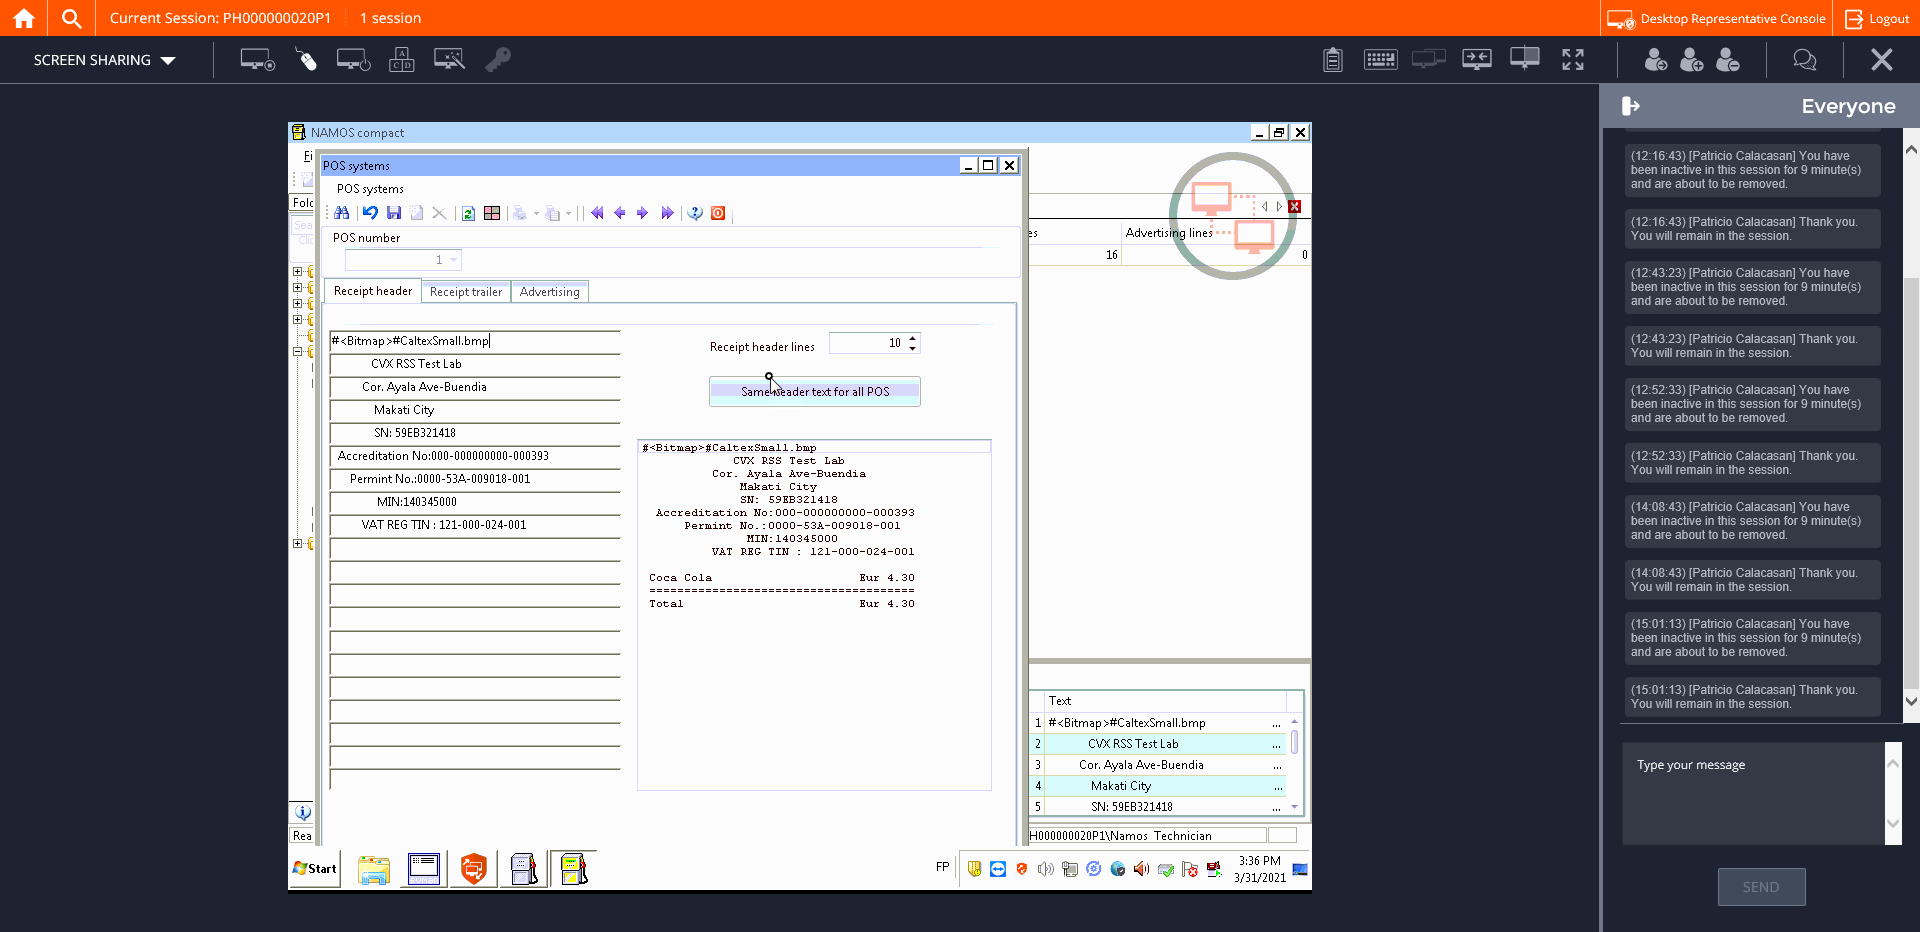 Current Session: PH000000020P1
1 session
Desktop Representative Console
Logout
SCREEN SHARING
A
C D
Everyone
(12:16:43) [Patricio Calacasan] You have
been inactive in this session for 9 minute(s)
and are about to be removed.
(12:16:43) [Patricio Calacasan] Thank you.
You will remain in the session.
(12:43:23) [Patricio Calacasan] You have
been inactive in this session for 9 minute(s)
and are about to be removed.
(12:43:23) [Patricio Calacasan] Thank you.
You will remain in the session.
(12:52:33) [Patricio Calacasan] You have
been inactive in this session for 9 minute(s)
and are about to be removed.
(12:52:33) [Patricio Calacasan] Thank you.
You will remain in the session.
(14:08:43) [Patricio Calacasan] You have
been inactive in this session for 9 minute(s)
and are about to be removed.
(14:08:43) [Patricio Calacasan] Thank you.
You will remain in the session.
(15:01:13) [Patricio Calacasan] You have
been inactive in this session for 9 minute(s)
and are about to be removed.
(15:01:13) [Patricio Calacasan] Thank you.
You will remain in the session.
Type your message
SEND
NAMOS compact
Fi
Fold
Sea
Clic
Rea
POS systems
POS systems
POS number
1
Receipt header
Receipt trailer
Advertising
#<Bitmap>#CaltexSmall.bmp
CVX RSS Test Lab
Cor. Ayala Ave-Buendia
Makati City
SN: 59EB321418
Accreditation No:000-000000000-000393
Permint No.:0000-53A-009018-001
MIN:140345000
VAT REG TIN : 121-000-024-001
Receipt header lines
10
Same header text for all POS
#<Bitmap>#CaltexSmall.bmp
CVX RSS Test Lab
Cor. Ayala Ave-Buendia
Makati City
SN: 59EB321418
Accreditation No:000-000000000-000393
Permint No.:0000-53A-009018-001
MIN:140345000
VAT REG TIN : 121-000-024-001
Coca Cola Eur 4.30
======================================
Total Eur 4.30
es
Advertising lines
16
0
Text
1 #<Bitmap>#CaltexSmall.bmp ...
2 CVX RSS Test Lab ...
3 Cor. Ayala Ave-Buendia ...
4 Makati City ...
5 SN: 59EB321418 ...
H000000020P1\Namos Technician
Start
FP
3:36 PM
3/31/2021